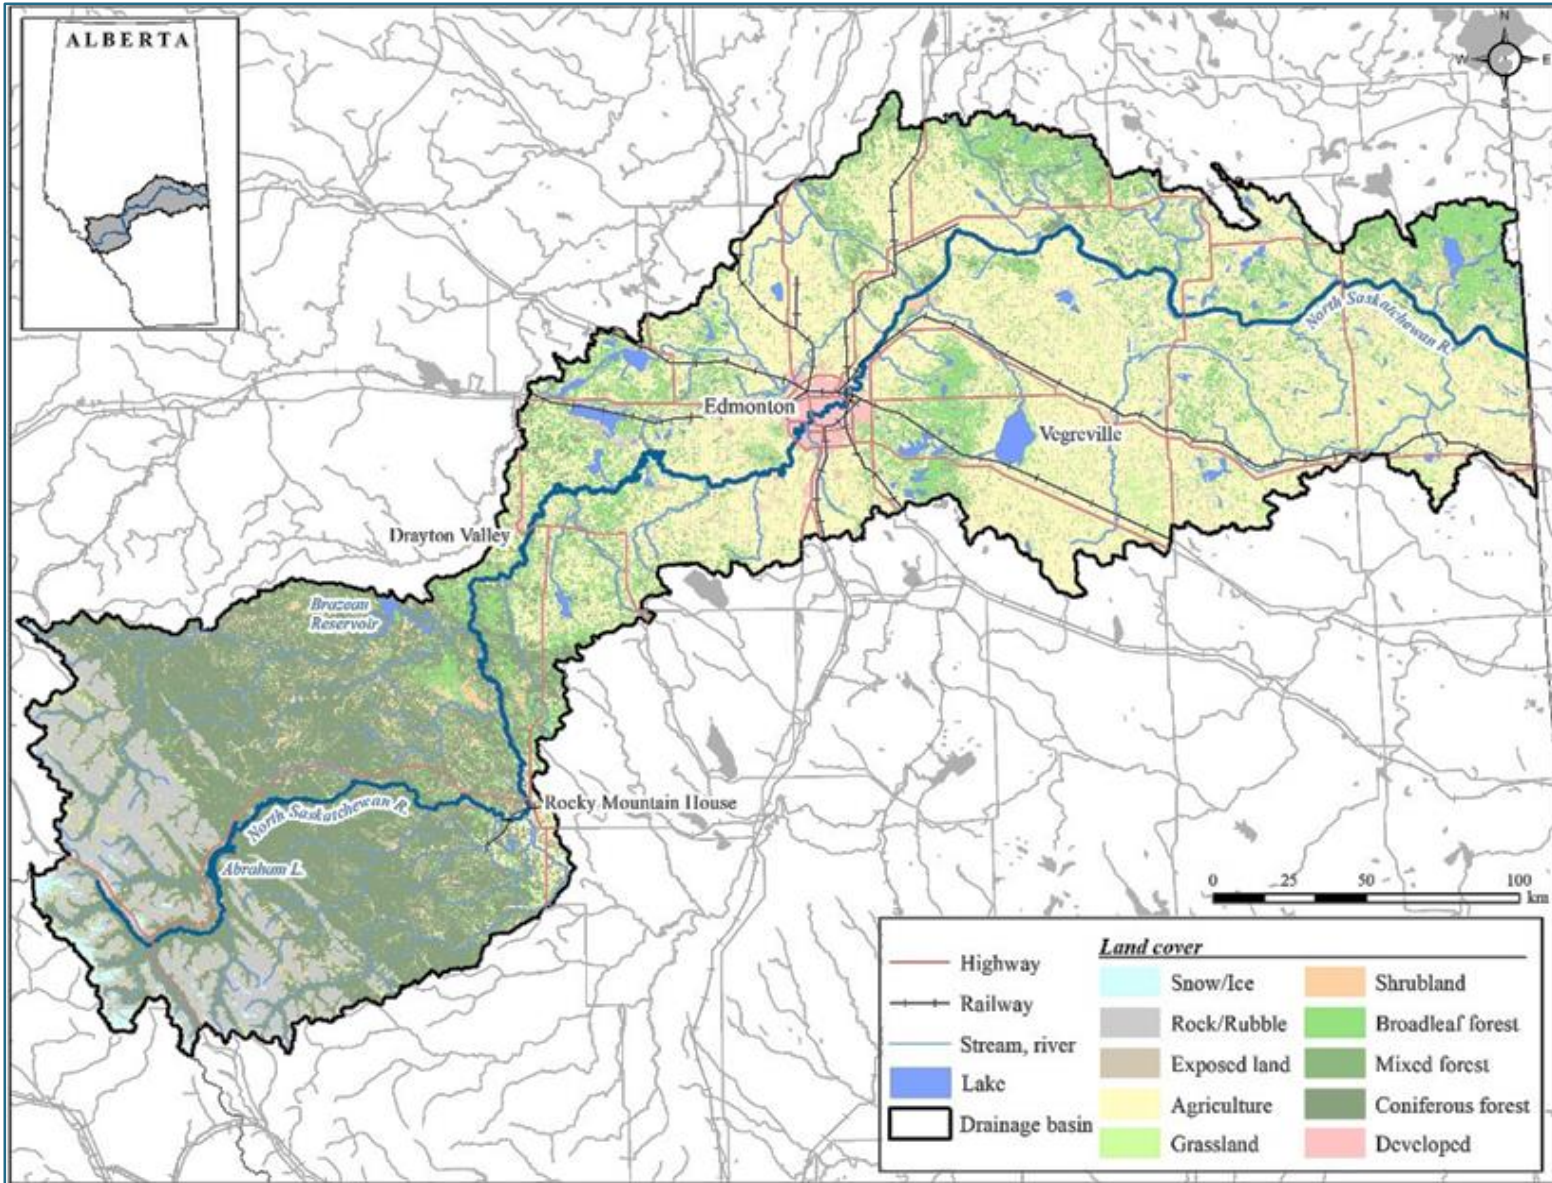 ALBERTA
N
W
E
S
Edmonton
Vegreville
North Saskatchewan R.
Drayton Valley
Brazeau
Reservoir
Rocky Mountain House
North Saskatchewan R.
Abraham L.
0 25 50 100
km
Highway
Railway
Stream, river
Lake
Drainage basin
Land cover
Snow/Ice
Rock/Rubble
Exposed land
Agriculture
Grassland
Shrubland
Broadleaf forest
Mixed forest
Coniferous forest
Developed